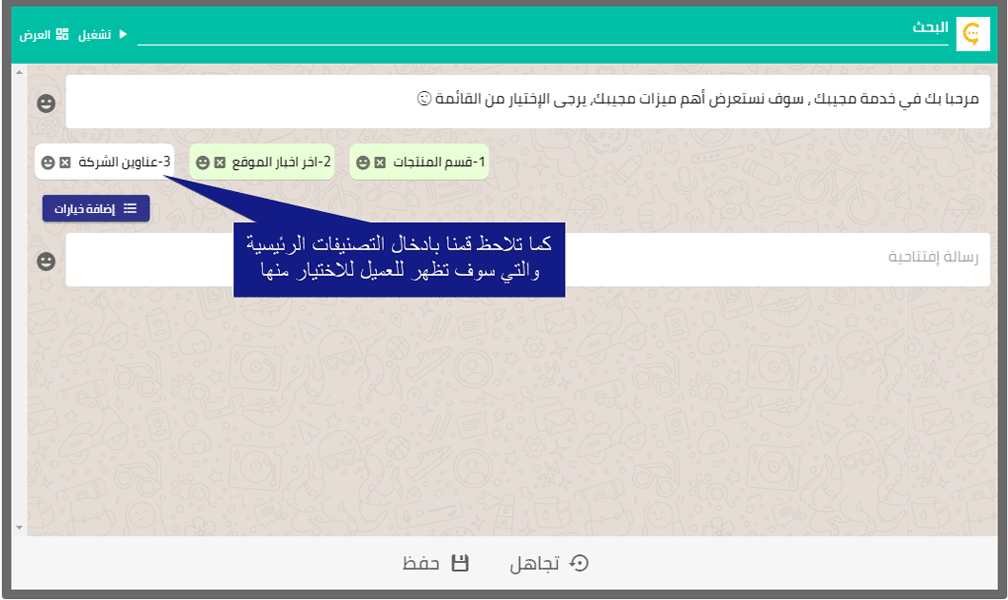 البحث
تشغيل
العرض
مرحبا بك في خدمة مجيبك , سوف نستعرض أهم ميزات مجيبك, يرجى الإختيار من القائمة
1-قسم المنتجات
2-اخر اخبار الموقع
3-عناوين الشركة
إضافة خيارات
كما تلاحظ قمنا بادخال التصنيفات الرئيسية
والتي سوف تظهر للعميل للاختيار منها
رسالة إفتتاحية
تجاهل
حفظ